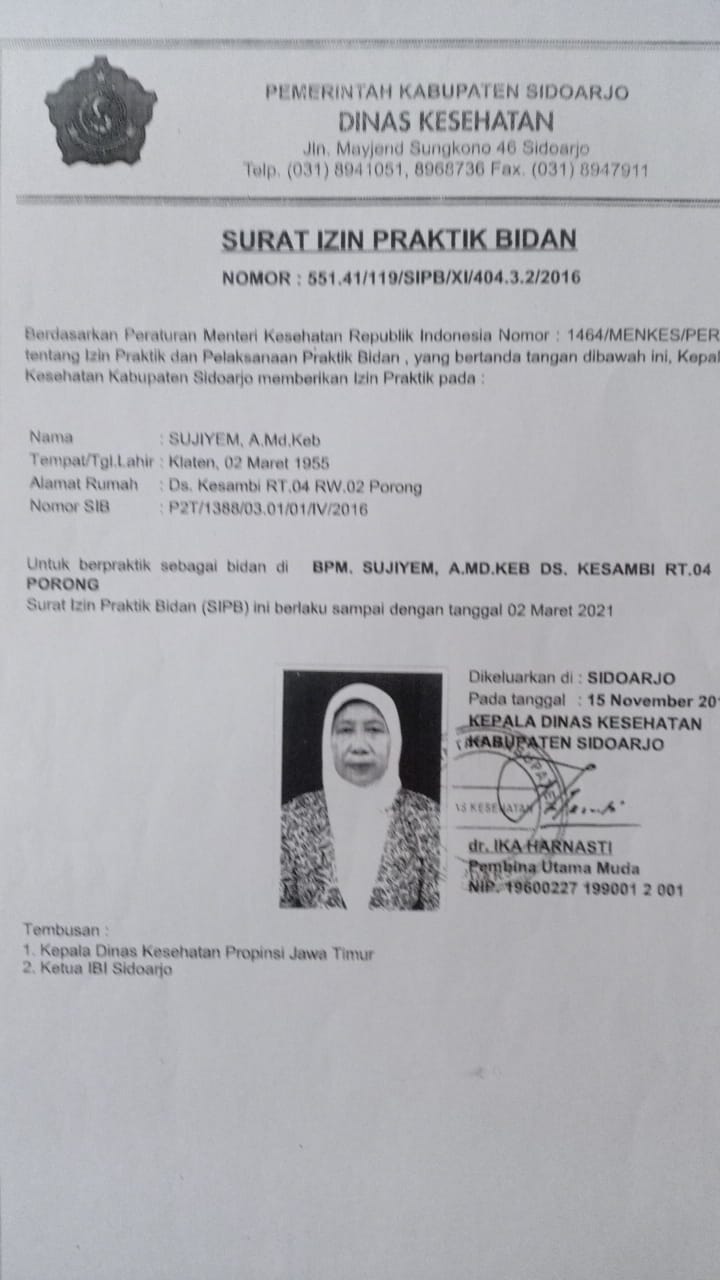 PEMERINTAH KABUPATEN SIDOARJO
DINAS KESEHATAN
Jln. Mayjend Sungkono 46 Sidoarjo
Telp. (031) 8941051, 8968736 Fax. (031) 8947911
SURAT IZIN PRAKTIK BIDAN
NOMOR : 551.41/119/SIPB/XI/404.3.2/2016
Berdasarkan Peraturan Menteri Kesehatan Republik Indonesia Nomor : 1464/MENKES/PER
tentang Izin Praktik dan Pelaksanaan Praktik Bidan , yang bertanda tangan dibawah ini, Kepal
Kesehatan Kabupaten Sidoarjo memberikan Izin Praktik pada :
Nama : SUJIYEM, A.Md.Keb
Tempat/Tgl.Lahir : Klaten, 02 Maret 1955
Alamat Rumah : Ds. Kesambi RT.04 RW.02 Porong
Nomor SIB : P2T/1388/03.01/01/IV/2016
Untuk berpraktik sebagai bidan di BPM. SUJIYEM, A.MD.KEB DS. KESAMBI RT.04
PORONG
Surat Izin Praktik Bidan (SIPB) ini berlaku sampai dengan tanggal 02 Maret 2021
Dikeluarkan di : SIDOARJO
Pada tanggal : 15 November 201
KEPALA DINAS KESEHATAN
KABUPATEN SIDOARJO
AS KESEHATAN
dr. IKA HARNASTI
Pembina Utama Muda
NIP. 19600227 199001 2 001
Tembusan :
1. Kepala Dinas Kesehatan Propinsi Jawa Timur
2. Ketua IBI Sidoarjo